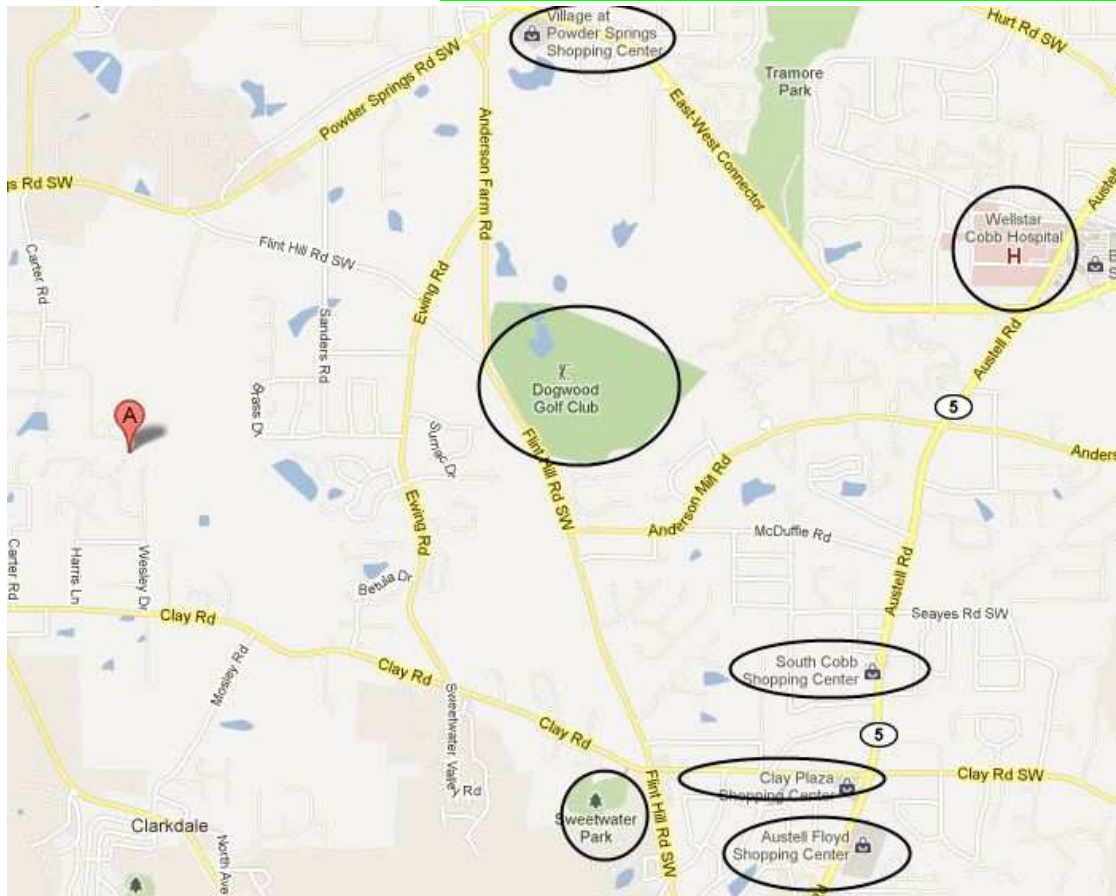 Village at
Powder Springs
Shopping Center
Hurt Rd SW
Tramore
Park
Powder Springs Rd SW
Anderson Farm Rd
East-West Connector
Austell
s Rd SW
Wellstar
Cobb Hospital
H
Flint Hill Rd SW
Carter Rd
Ewing Rd
Sanders Rd
Austell Rd
Dogwood
Golf Club
5
Brass Dr
A
Sumac Dr
Flint Hill Rd SW
Anders
Anderson Mill Rd
Ewing Rd
McDuffie Rd
Carter Rd
Harris Ln
Wesley Dr
Betula Dr
Austell Rd
Clay Rd
Seayes Rd SW
Mosley Rd
Clay Rd
South Cobb
Shopping Center
Sweetwater Valley Rd
Clay Rd
5
Clay Plaza
Shopping Center
Clay Rd SW
Flint Hill Rd SW
Sweetwater
Park
Clarkdale
North Ave
Austell Floyd
Shopping Center